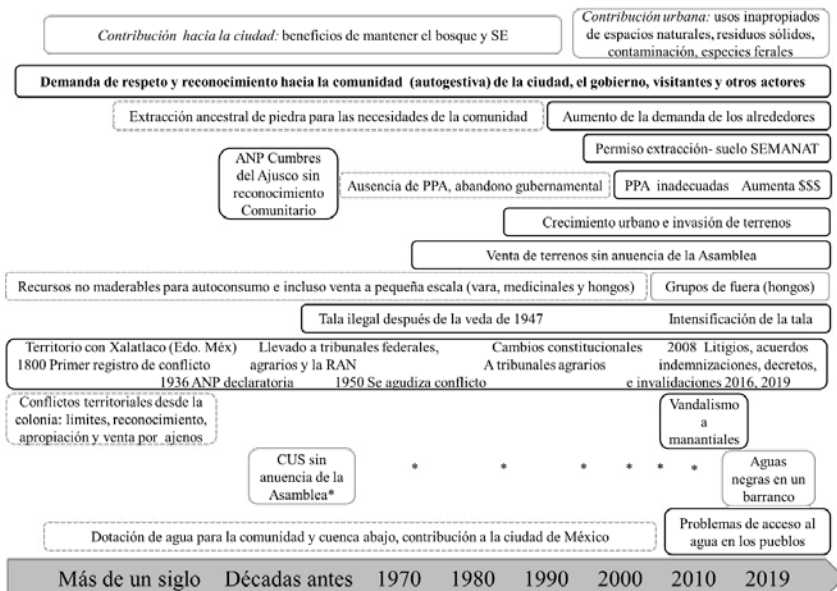 Contribución hacia la ciudad: beneficios de mantener el bosque y SE
Contribución urbana: usos inapropiados
de espacios naturales, residuos sólidos,
contaminación, especies ferales
Demanda de respeto y reconocimiento hacia la comunidad (autogestiva) de la ciudad, el gobierno, visitantes y otros actores
Extracción ancestral de piedra para las necesidades de la comunidad
Aumento de la demanda de los alrededores
Permiso extracción- suelo SEMANAT
ANP Cumbres
del Ajusco sin
reconocimiento
Comunitario
Ausencia de PPA, abandono gubernamental
PPA inadecuadas Aumenta $$$
Crecimiento urbano e invasión de terrenos
Venta de terrenos sin anuencia de la Asamblea
Recursos no maderables para autoconsumo e incluso venta a pequeña escala (vara, medicinales y hongos)
Grupos de fuera (hongos)
Tala ilegal después de la veda de 1947
Intensificación de la tala
Territorio con Xalatlaco (Edo. Méx)
Llevado a tribunales federales,
Cambios constitucionales
2008 Litigios, acuerdos
1800 Primer registro de conflicto
agrarios y la RAN
A tribunales agrarios
indemnizaciones, decretos,
1936 ANP declaratoria
1950 Se agudiza conflicto
e invalidaciones 2016, 2019
Conflictos territoriales desde la
colonia: limites, reconocimiento,
apropiación y venta por ajenos
Vandalismo
a
manantiales
CUS sin
anuencia de la
Asamblea*
* * * * * *
Aguas
negras en un
barranco
Dotación de agua para la comunidad y cuenca abajo, contribución a la ciudad de México
Problemas de acceso al
agua en los pueblos
Más de un siglo Décadas antes 1970 1980 1990 2000 2010 2019